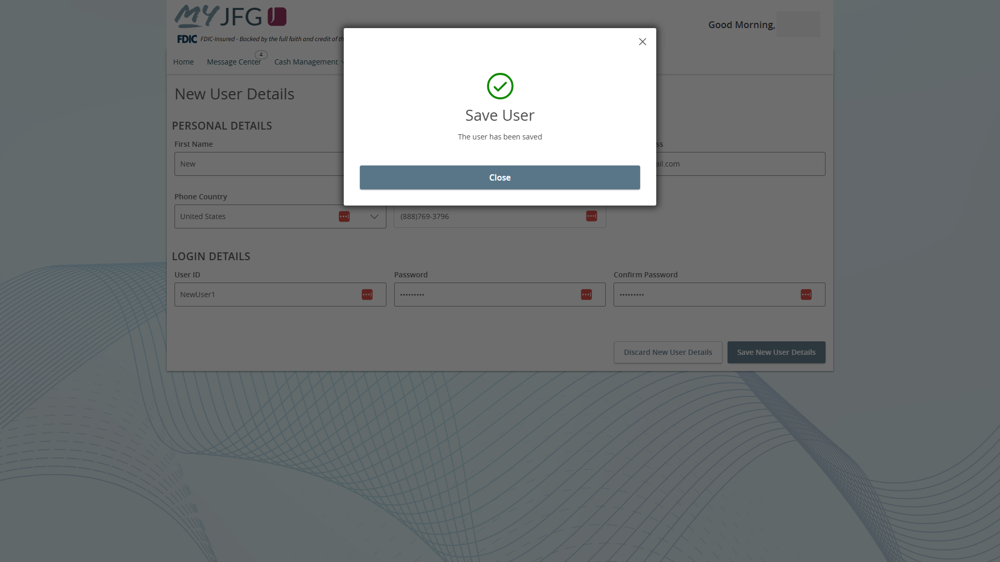 MY JFG
Good Morning,
FDIC FDIC-Insured - Backed by the full faith and credit of
4
Home Message Center Cash Management
New User Details
Save User
The user has been saved
Close
PERSONAL DETAILS
First Name
New
ail.com
Phone Country
United States
(888)769-3796
LOGIN DETAILS
User ID Password Confirm Password
NewUser1 ••••••••• •••••••••
Discard New User Details Save New User Details